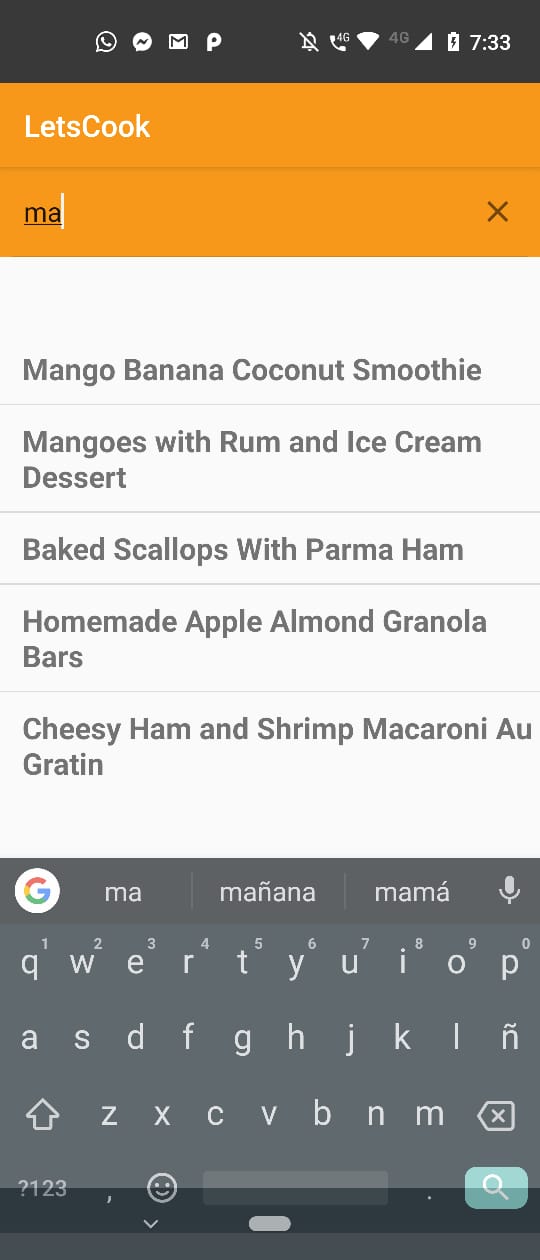 4G 4G 7:33
LetsCook
ma
Mango Banana Coconut Smoothie
Mangoes with Rum and Ice Cream
Dessert
Baked Scallops With Parma Ham
Homemade Apple Almond Granola
Bars
Cheesy Ham and Shrimp Macaroni Au
Gratin
G ma mañana mamá
1 2 3 4 5 6 7 8 9 0
q w e r t y u i o p
a s d f g h j k l ñ
z x c v b n m
?123 , .